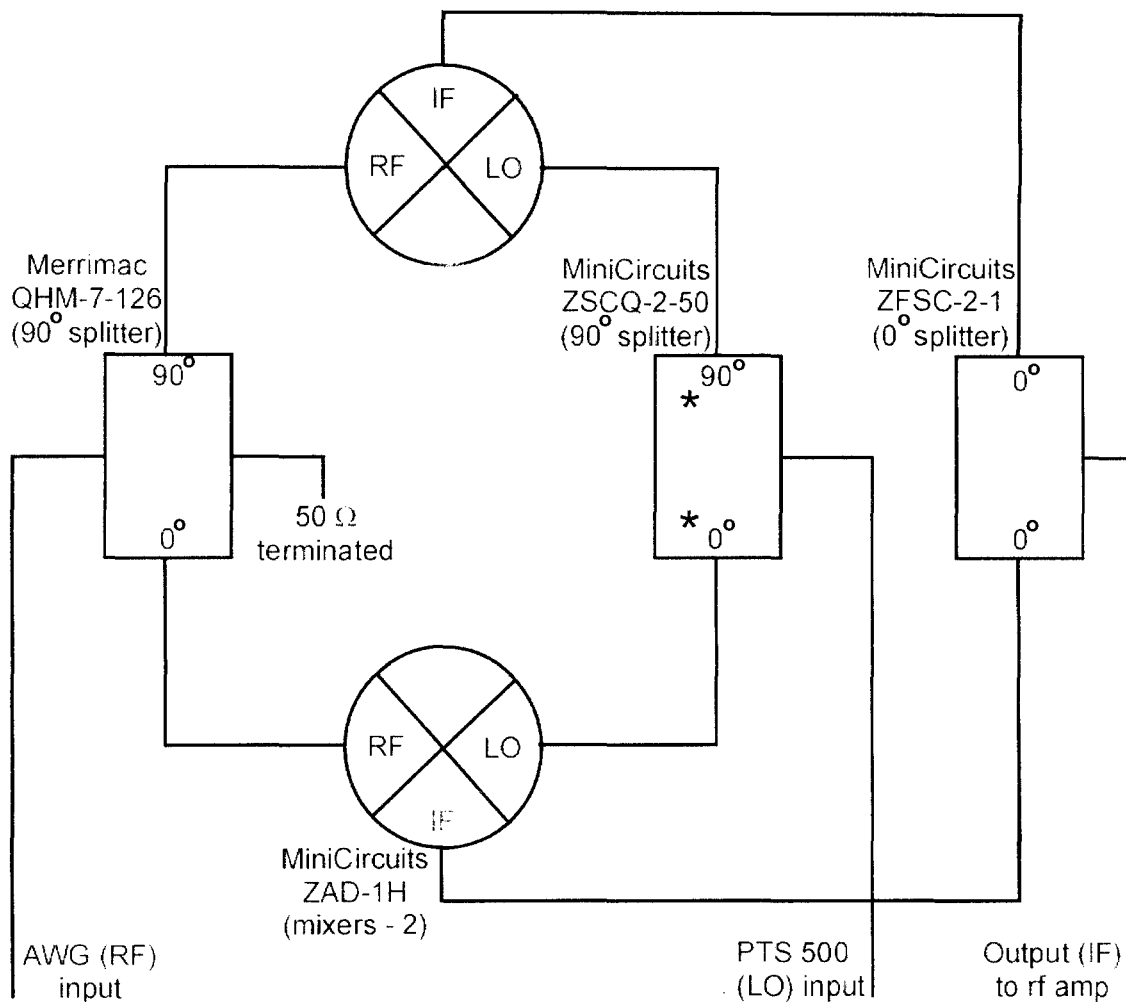 IF
RF
LO
Merrimac
QHM-7-126
(90° splitter)
MiniCircuits
ZSCQ-2-50
(90° splitter)
MiniCircuits
ZFSC-2-1
(0° splitter)
90°
90°
0°
*
50 Ω
terminated
*
0°
0°
0°
RF
LO
IF
MiniCircuits
ZAD-1H
(mixers - 2)
AWG (RF)
input
PTS 500
(LO) input
Output (IF)
to rf amp